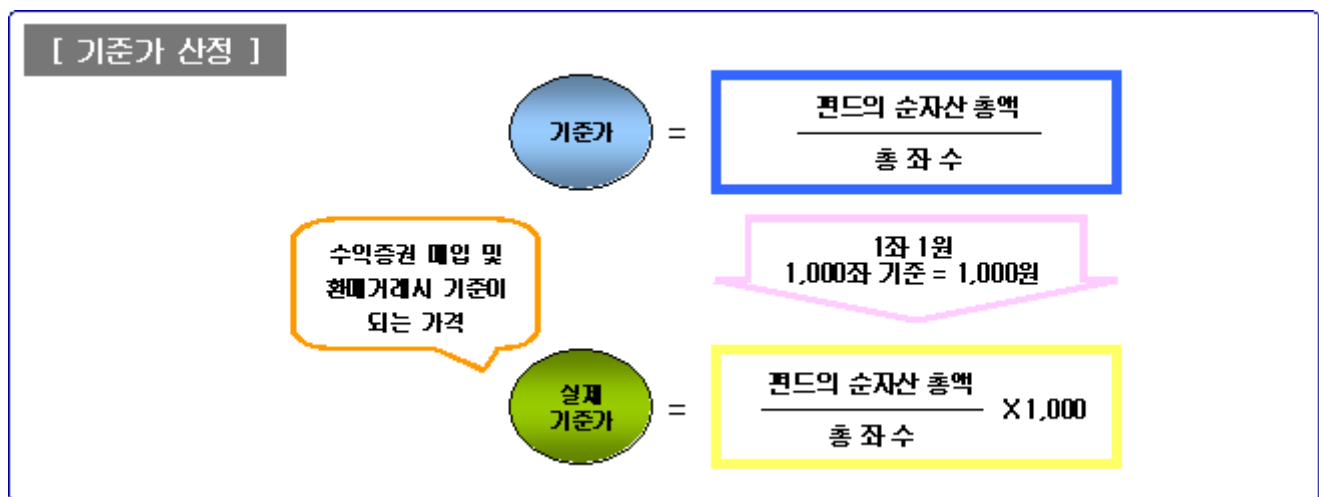 [ 기준가 산정 ]
기준가
=
펀드의 순자산 총액
총 좌 수
1좌 1원
1,000좌 기준 = 1,000원
수익증권 매입 및
환매거래시 기준이
되는 가격
실제
기준가
=
펀드의 순자산 총액
총 좌 수
X 1,000